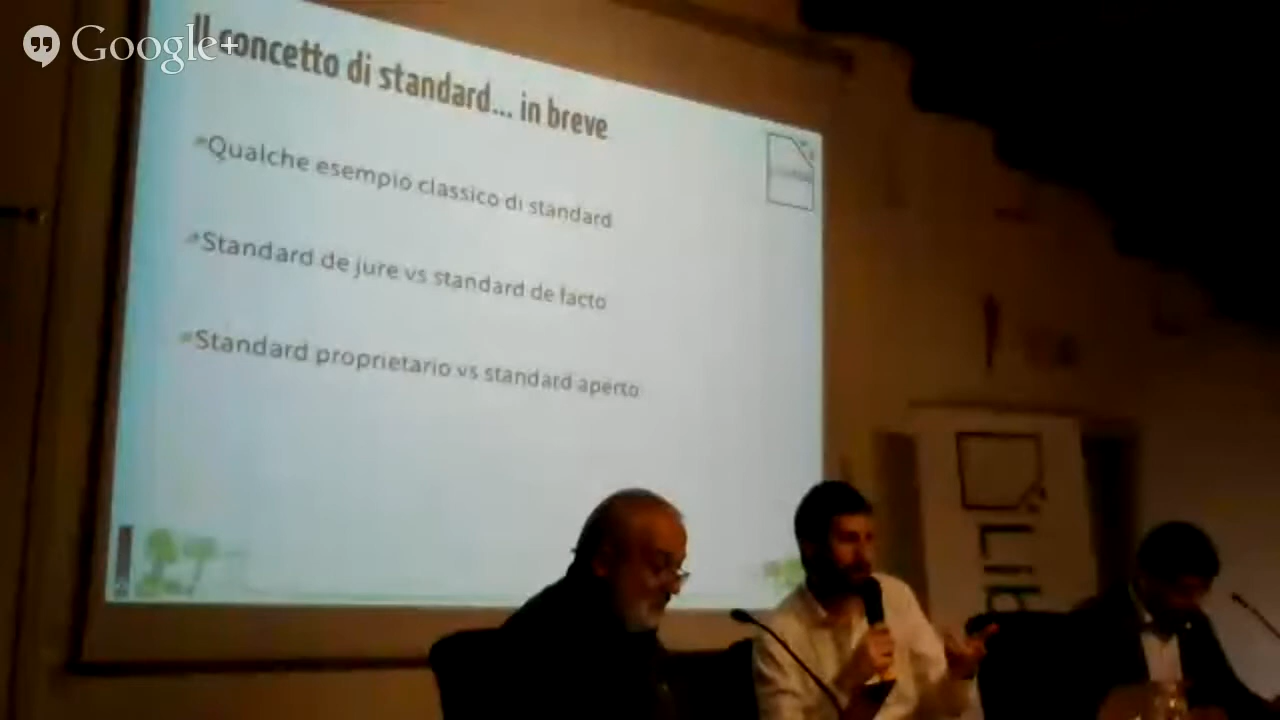 Google+
Il concetto di standard... in breve
Qualche esempio classico di standard
Standard de jure vs standard de facto
Standard proprietario vs standard aperto
Lib